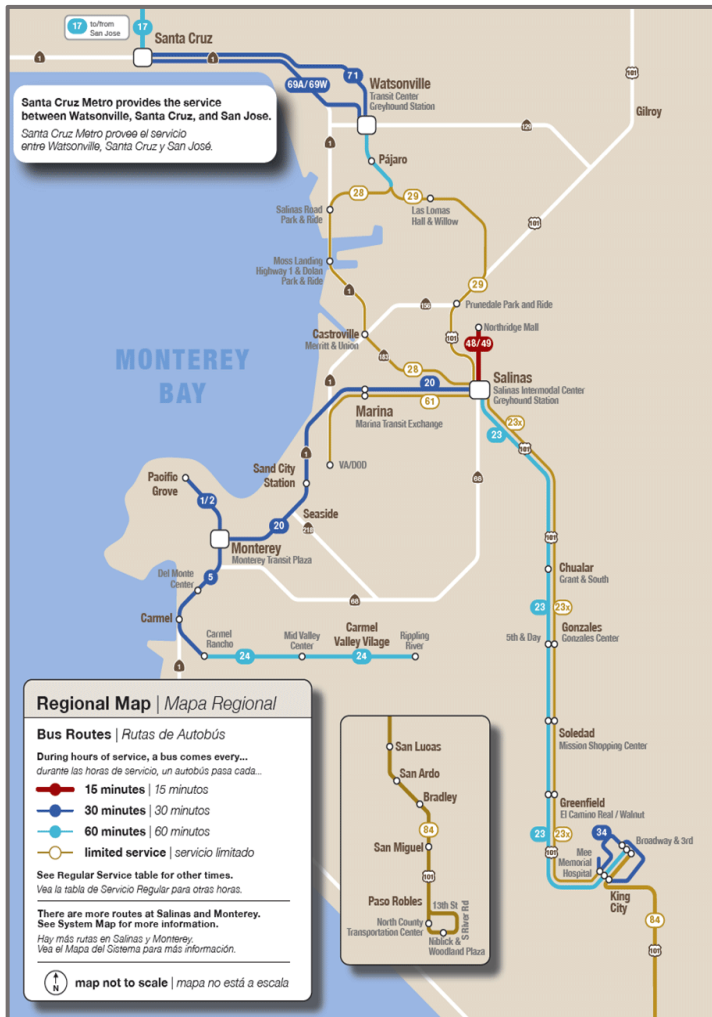 17 to/from
San Jose
17
Santa Cruz
1
1
69A/69W
71
Watsonville
Transit Center
Greyhound Station
101
Gilroy
Santa Cruz Metro provides the service
between Watsonville, Santa Cruz, and San Jose.
Santa Cruz Metro provee el servicio
entre Watsonville, Santa Cruz y San José.
1
129
Pájaro
28
29
Salinas Road
Park & Ride
Las Lomas
Hall & Willow
101
Moss Landing
Highway 1 & Dolan
Park & Ride
1
29
156
Prunedale Park and Ride
Castroville
Merritt & Union
101
Northridge Mall
48/49
183
MONTEREY
BAY
28
1
20
Salinas
Salinas Intermodal Center
Greyhound Station
61
Marina
Marina Transit Exchange
23x
23
101
1
Sand City
Station
VA/DOD
68
Pacific
Grove
1/2
Seaside
20
218
101
Monterey
Monterey Transit Plaza
Del Monte
Center
5
Chualar
Grant & South
68
23
23x
Carmel
Carmel
Rancho
Mid Valley
Center
Carmel
Valley Vilage
Rippling
River
5th & Day
Gonzales
Gonzales Center
24
24
1
Regional Map | Mapa Regional
Bus Routes | Rutas de Autobús
During hours of service, a bus comes every...
durante las horas de servicio, un autobús pasa cada...
15 minutes | 15 minutos
30 minutes | 30 minutos
60 minutes | 60 minutos
limited service | servicio limitado
See Regular Service table for other times.
Vea la tabla de Servicio Regular para otras horas.
There are more routes at Salinas and Monterey.
See System Map for more information.
Hay más rutas en Salinas y Monterey.
Vea el Mapa del Sistema para más información.
N
map not to scale | mapa no está a escala
San Luoas
San Ardo
Bradley
84
San Miguel
101
Paso Robles
13th St
S River Rd
North County
Transportation Center
Niblick &
Woodland Plaza
Soledad
Mission Shopping Center
Greenfield
El Camino Real / Walnut
23
23x
34
Broadway & 3rd
101
Mee
Memorial
Hospital
King
City
84
101